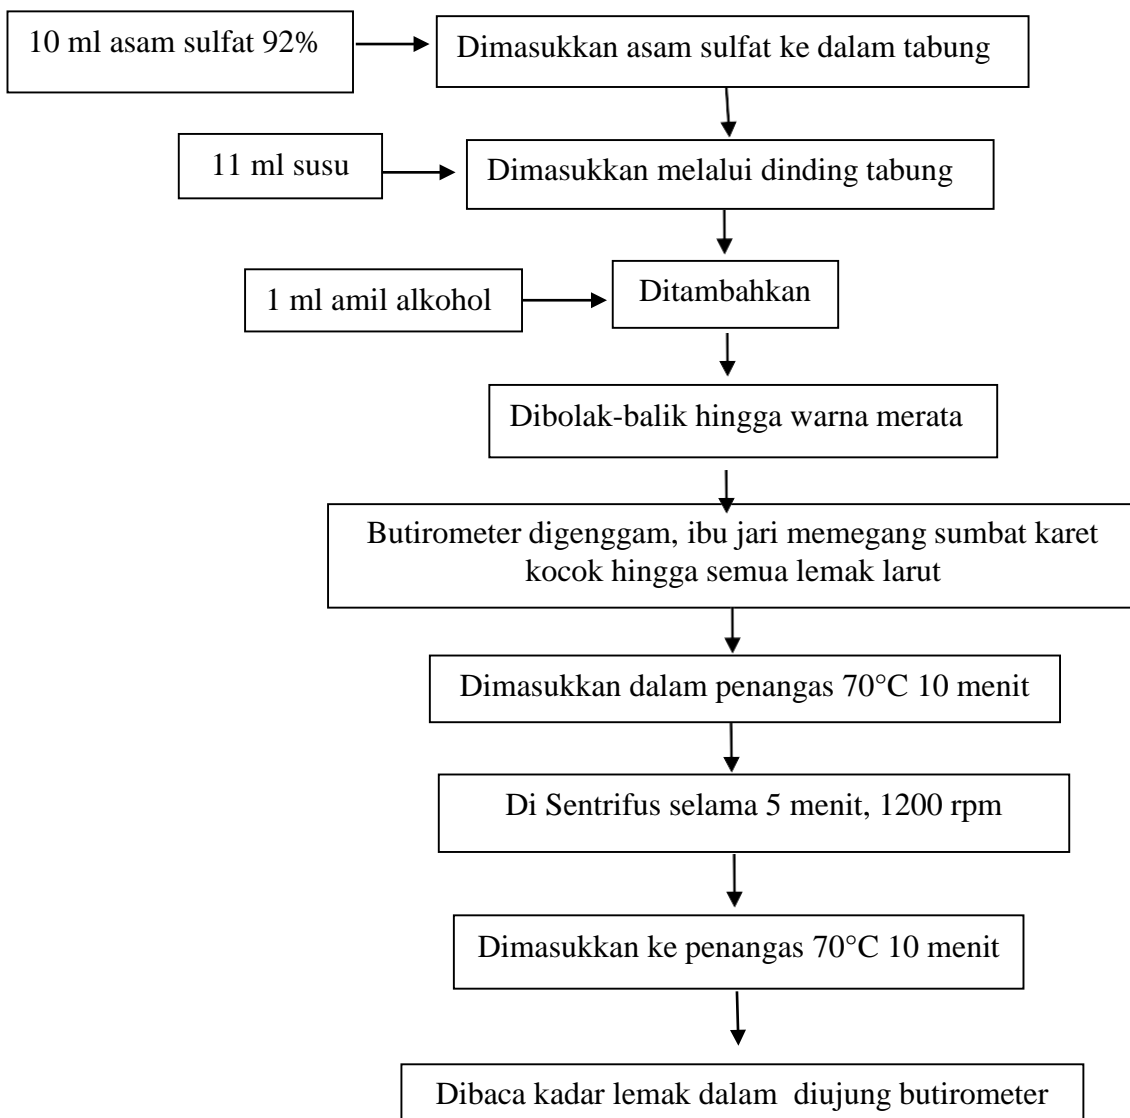 10 ml asam sulfat 92%
Dimasukkan asam sulfat ke dalam tabung
11 ml susu
Dimasukkan melalui dinding tabung
1 ml amil alkohol
Ditambahkan
Dibolak-balik hingga warna merata
Butirometer digenggam, ibu jari memegang sumbat karet
kocok hingga semua lemak larut
Dimasukkan dalam penangas 70°C 10 menit
Di Sentrifus selama 5 menit, 1200 rpm
Dimasukkan ke penangas 70°C 10 menit
Dibaca kadar lemak dalam  diujung butirometer